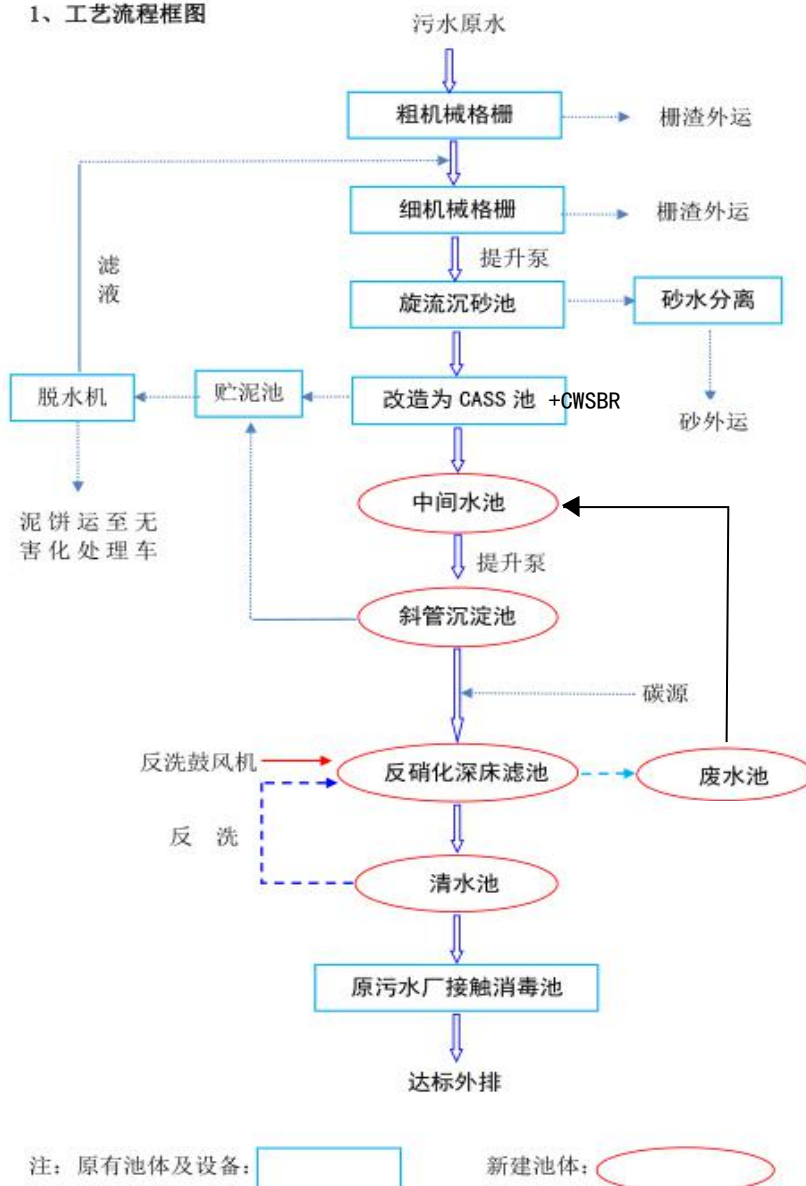 1、工艺流程框图
污水原水
粗机械格栅
栅渣外运
细机械格栅
栅渣外运
提升泵
滤
液
旋流沉砂池
砂水分离
脱水机
贮泥池
改造为 CASS 池 +CWSBR
砂外运
中间水池
泥饼运至无
害化处理车
提升泵
斜管沉淀池
碳源
反洗鼓风机
反硝化深床滤池
废水池
反 洗
清水池
原污水厂接触消毒池
达标外排
注：原有池体及设备：
新建池体：